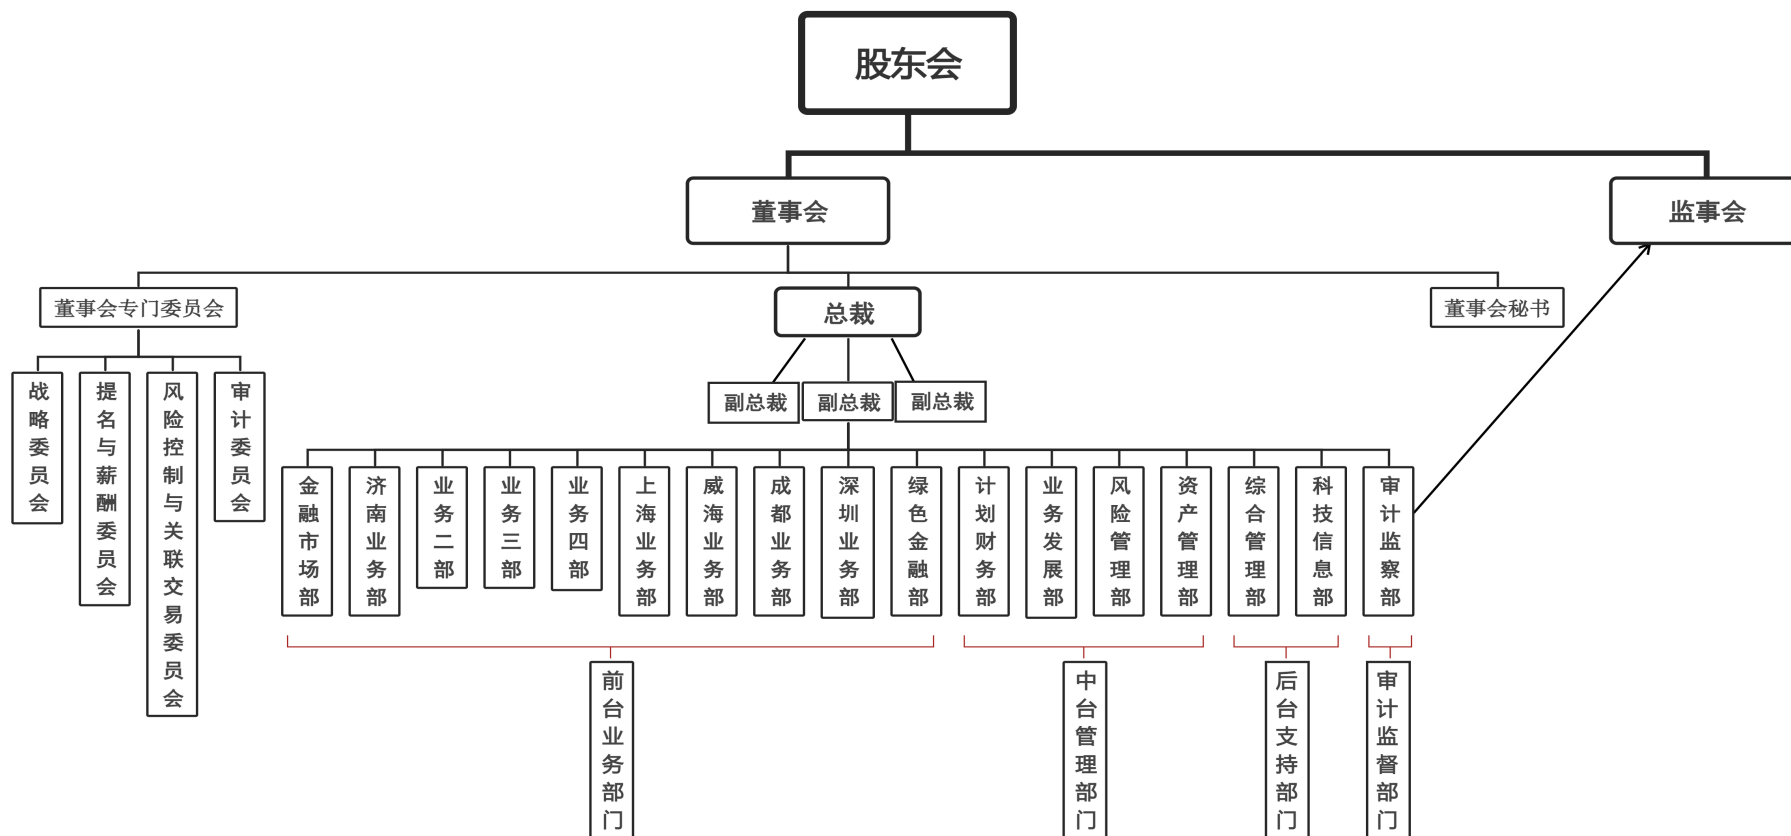 股东会
董事会
监事会
董事会专门委员会
总裁
董事会秘书
战略委员会
提名与薪酬委员会
风险控制与关联交易委员会
审计委员会
副总裁
副总裁
副总裁
金融市场部
济南业务部
业务二部
业务三部
业务四部
上海业务部
威海业务部
成都业务部
深圳业务部
绿色金融部
计划财务部
业务发展部
风险管理部
资产管理部
综合管理部
科技信息部
审计监察部
前台业务部门
中台管理部门
后台支持部门
审计监督部门